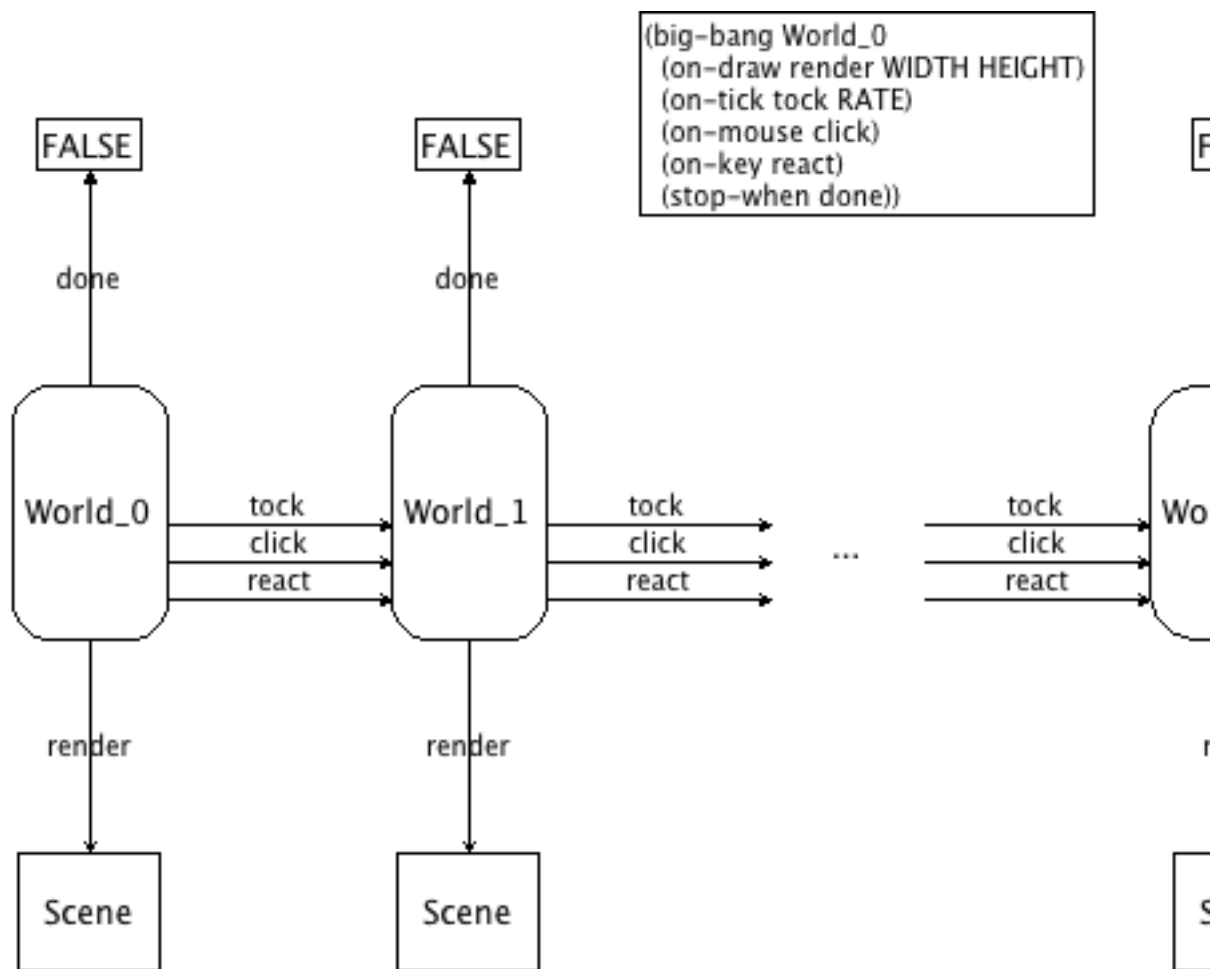 (big-bang World_0
(on-draw render WIDTH HEIGHT)
(on-tick tock RATE)
(on-mouse click)
(on-key react)
(stop-when done))
FALSE
FALSE
done
done
World_0
tock
click
react
World_1
tock
click
react
...
tock
click
react
Wo
render
render
Scene
Scene